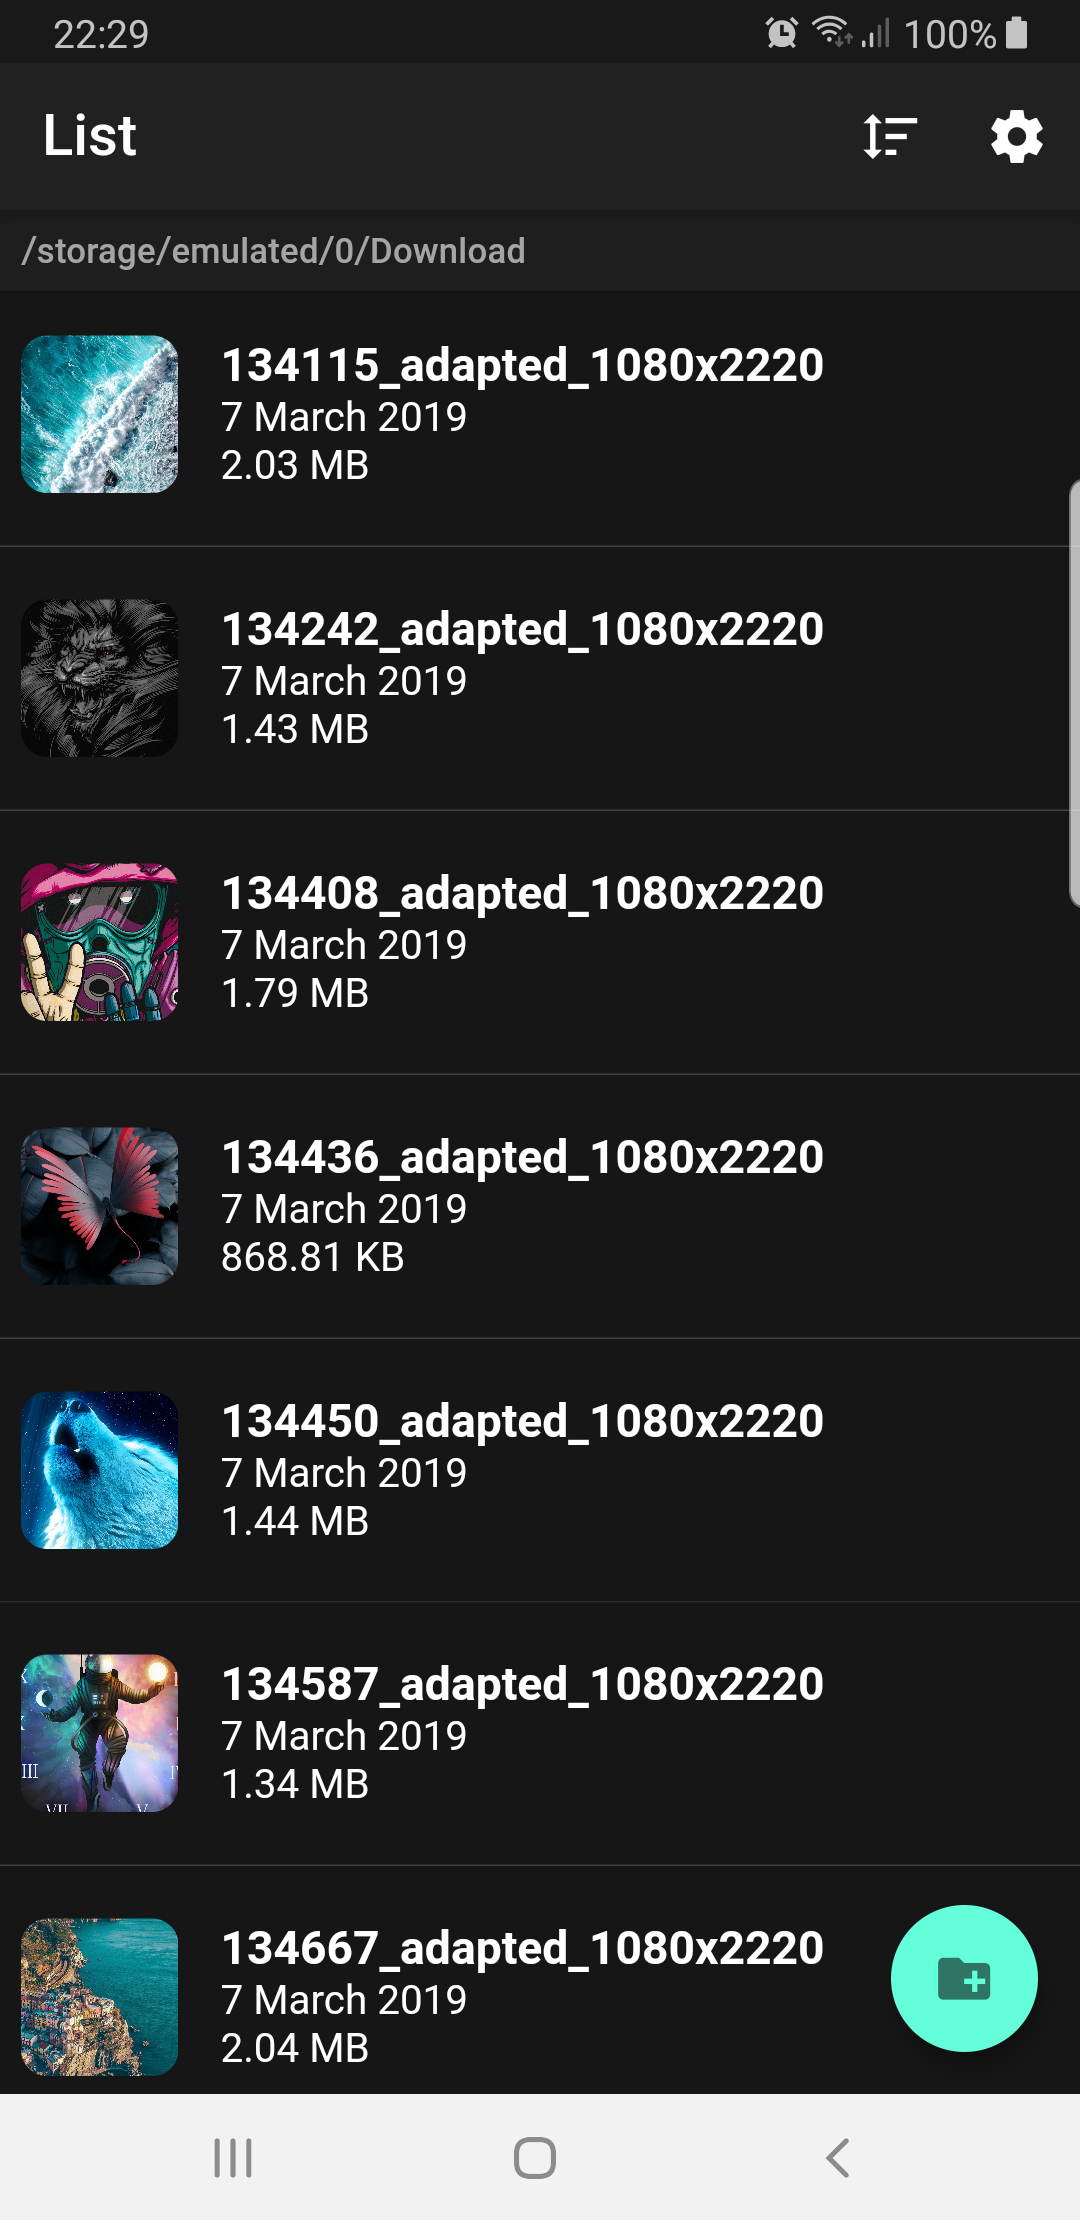 22:29
100%
List
/storage/emulated/0/Download
134115_adapted_1080x2220
7 March 2019
2.03 MB
134242_adapted_1080x2220
7 March 2019
1.43 MB
134408_adapted_1080x2220
7 March 2019
1.79 MB
134436_adapted_1080x2220
7 March 2019
868.81 KB
134450_adapted_1080x2220
7 March 2019
1.44 MB
134587_adapted_1080x2220
7 March 2019
1.34 MB
III
VII
V
134667_adapted_1080x2220
7 March 2019
2.04 MB